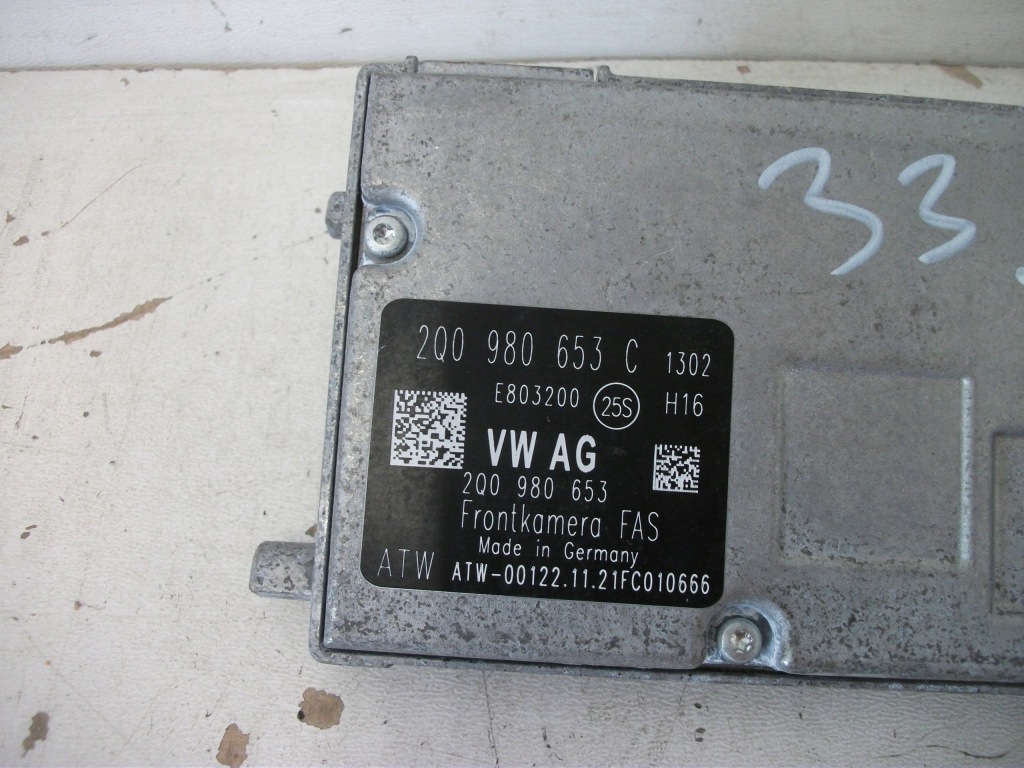 33
2Q0 980 653 C 1302
E803200 25S H16
VW AG
2Q0 980 653
Frontkamera FAS
Made in Germany
ATW ATW-00122.11.21FC010666